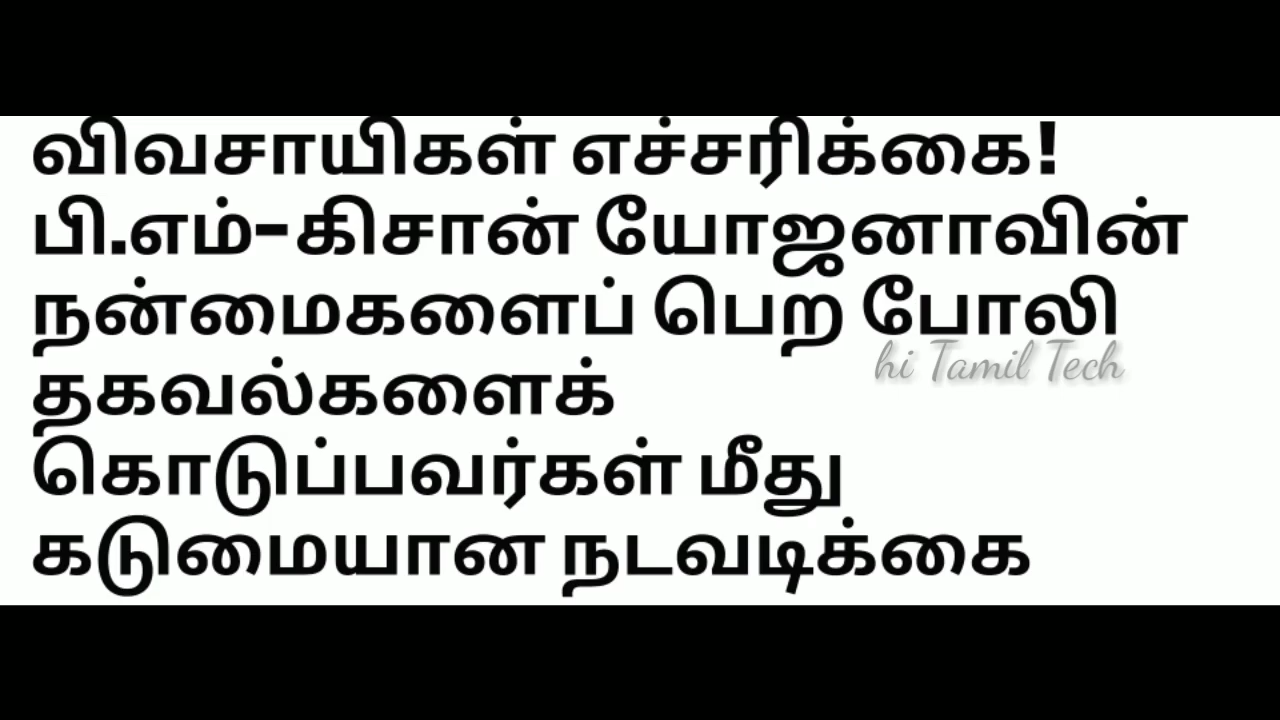 விவசாயிகள் எச்சரிக்கை!
பி.எம்-கிசான் யோஜனாவின்
நன்மைகளைப் பெற போலி
hi Tamil Tech
தகவல்களைக்
கொடுப்பவர்கள் மீது
கடுமையான நடவடிக்கை